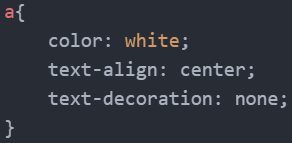 a{
    color: white;
    text-align: center;
    text-decoration: none;
}